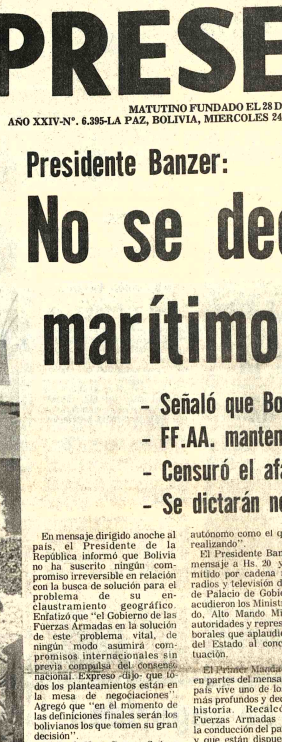 PRESE
MATUTINO FUNDADO EL 28 D
AÑO XXIV-Nº. 6.395-LA PAZ, BOLIVIA, MIERCOLES 24
Presidente Banzer:
No se dec
marítimo
- Señaló que Bo
- FF.AA. manten
- Censuró el afá
- Se dictarán n
En mensaje dirigido anoche al
país, el Presidente de la
República informó que Bolivia
no ha suscrito ningún com-
promiso irreversible en relación
con la busca de solución para el
problema de su en-
claustramiento geográfico.
Enfatizó que "el Gobierno de las
Fuerzas Armadas en la solución
de este problema vital, de
ningún modo asumirá com-
promisos internacionales sin
previa compulsa del consenso
nacional. Expreso -dijo- que to-
dos los planteamientos están en
la mesa de negociaciones".
Agregó que "en el momento de
las definiciones finales serán los
bolivianos los que tomen su gran
decisión".
autónomo como el q
realizando".
El Presidente Ban
mensaje a Hs. 20 y
mitido por cadena
radios y televisión d
de Palacio de Gobie
acudieron los Minist
do, Alto Mando Mi
autoridades y repres
borales que aplaudie
del Estado al conc
tuación.
El Primer Manda
en partes del mensa
país vive uno de lo
más profundos y dec
historia. Recalcó
Fuerzas Armadas
la conducción del pa
y que están dispue